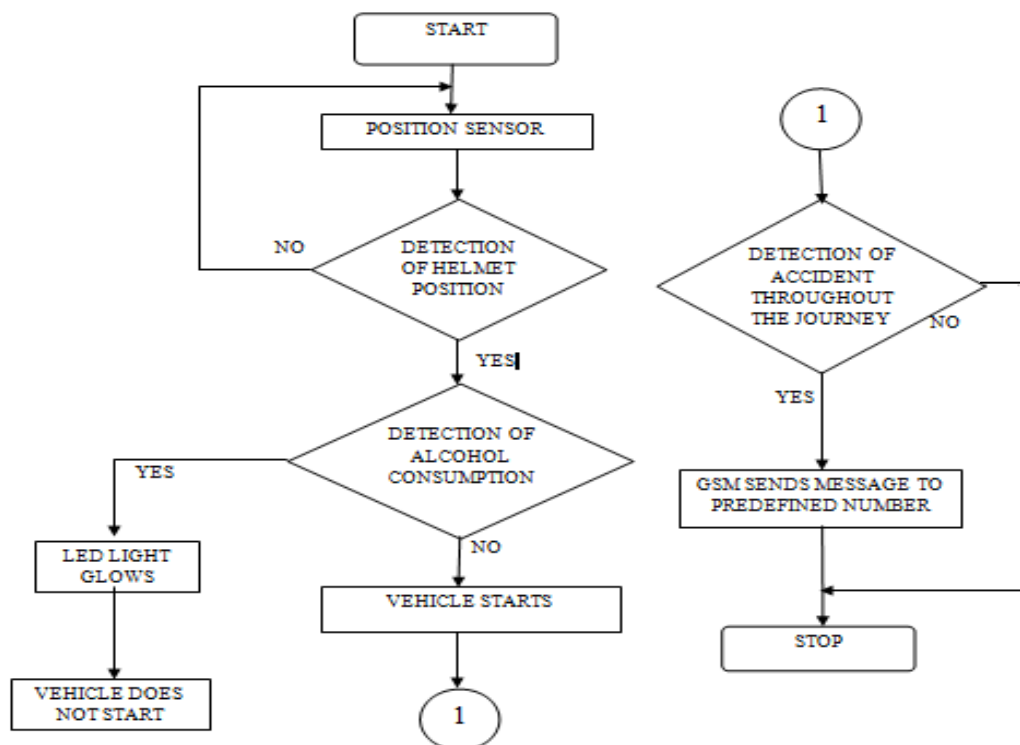 START
POSITION SENSOR
NO
DETECTION
OF HELMET
POSITION
YES
DETECTION OF
ALCOHOL
CONSUMPTION
YES
LED LIGHT
GLOWS
VEHICLE DOES
NOT START
NO
VEHICLE STARTS
1
1
DETECTION OF
ACCIDENT
THROUGHOUT
THE JOURNEY
NO
YES
GSM SENDS MESSAGE TO
PREDEFINED NUMBER
STOP